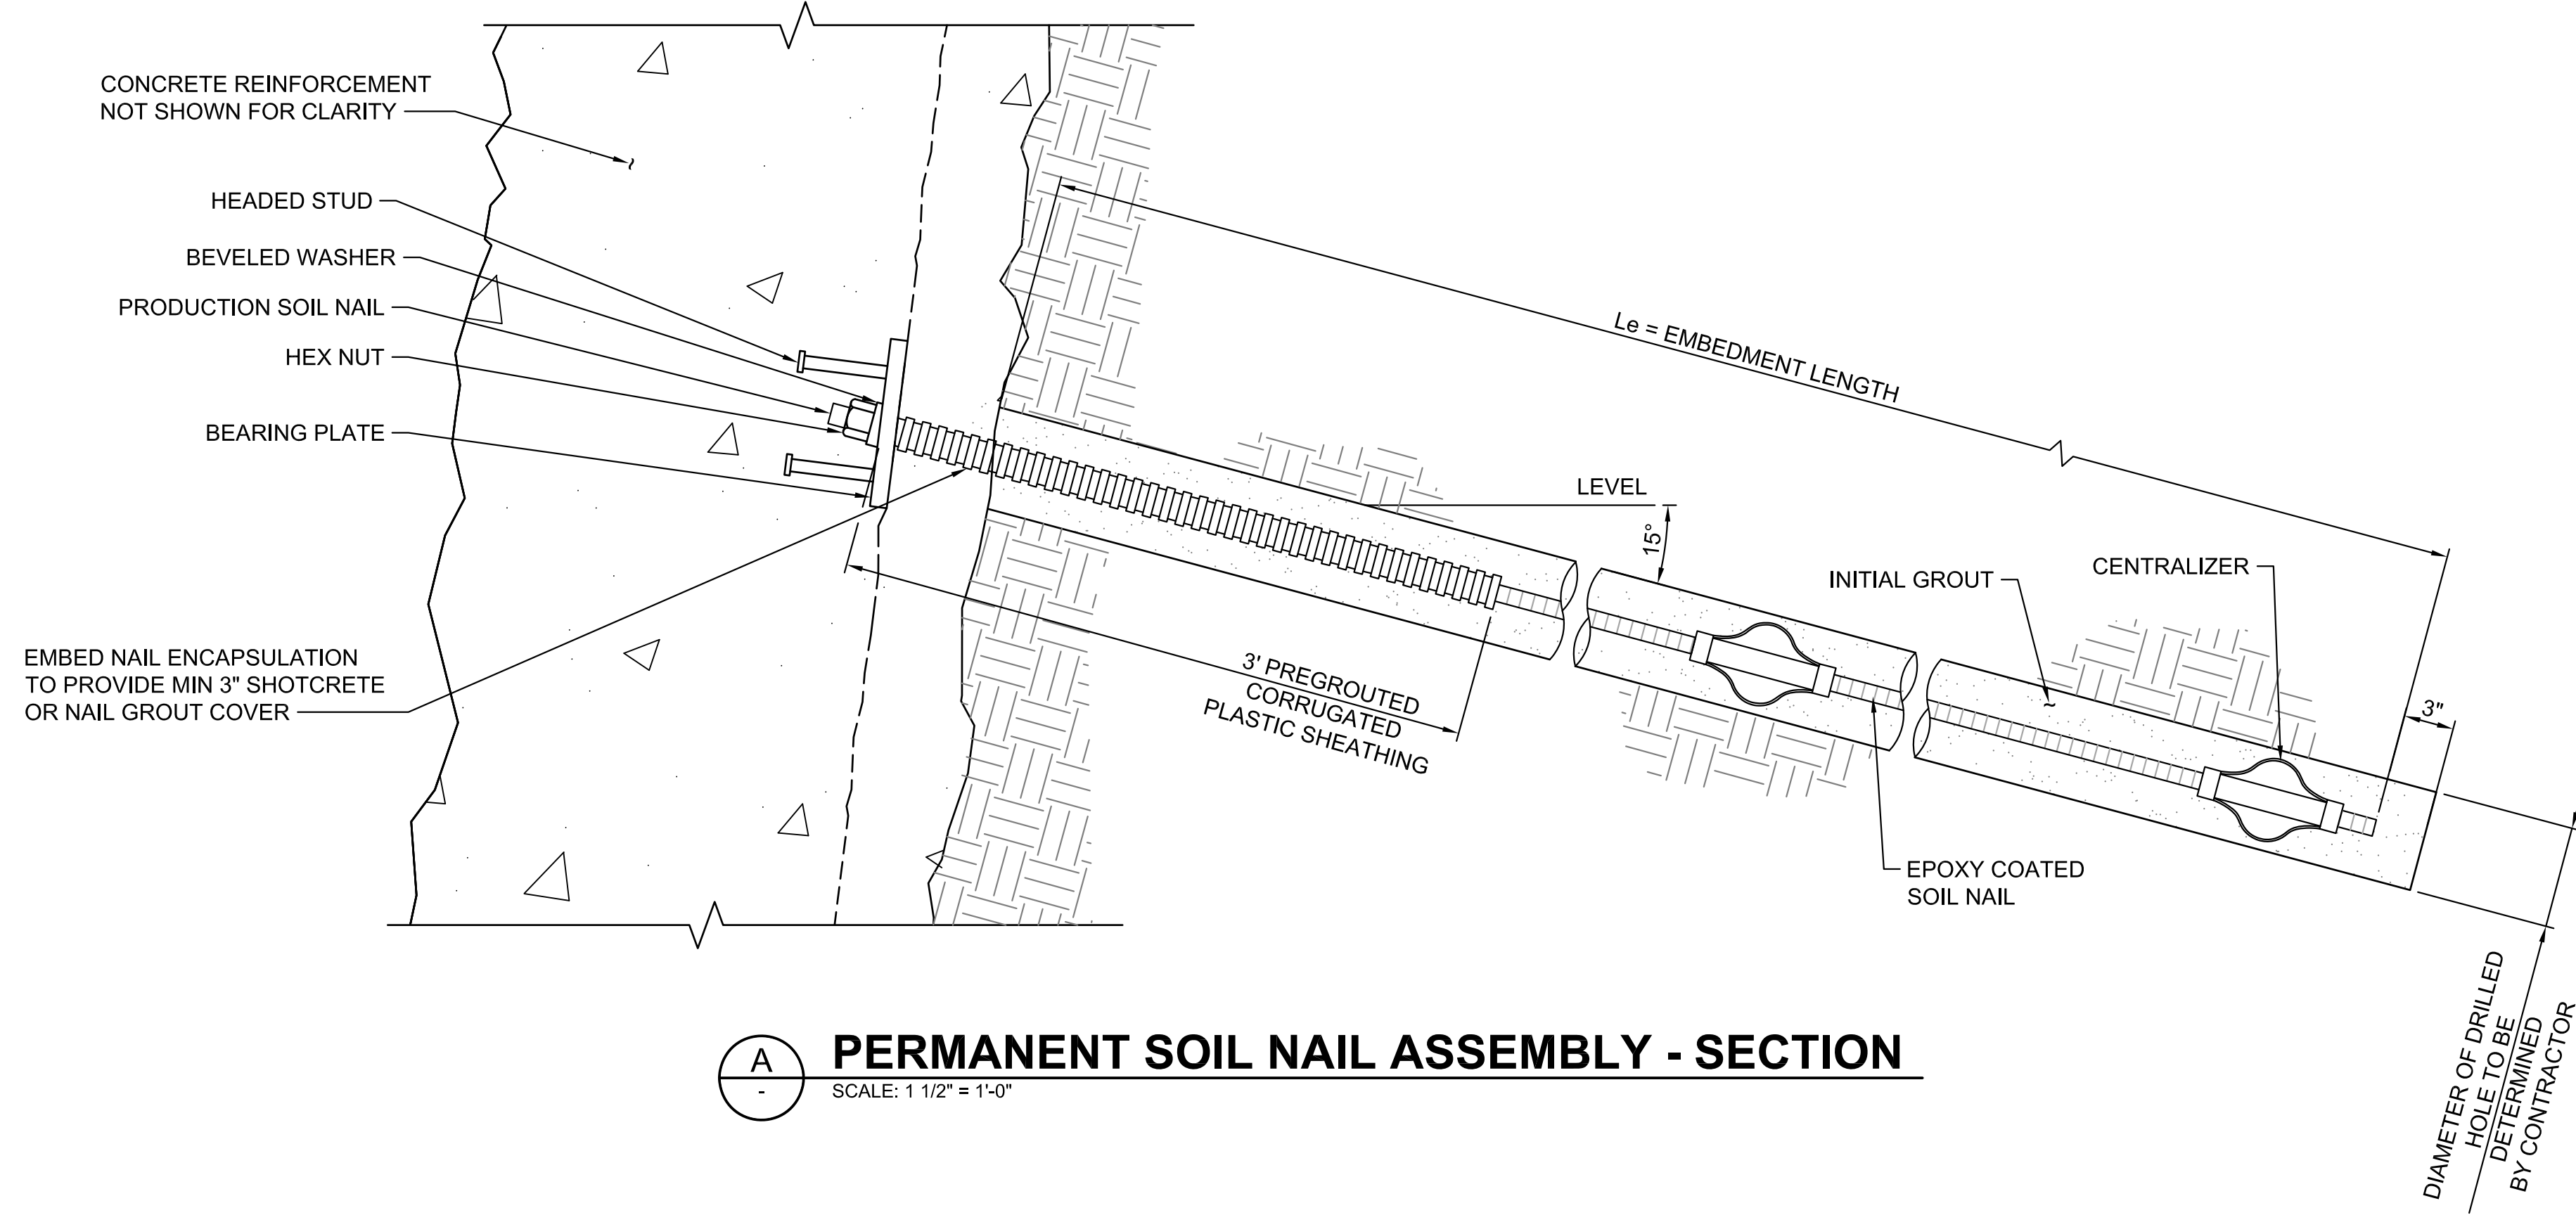 CONCRETE REINFORCEMENT
NOT SHOWN FOR CLARITY
HEADED STUD
BEVELED WASHER
PRODUCTION SOIL NAIL
HEX NUT
BEARING PLATE
EMBED NAIL ENCAPSULATION
TO PROVIDE MIN 3" SHOTCRETE
OR NAIL GROUT COVER
Le = EMBEDMENT LENGTH
LEVEL
15°
3' PREGROUTED
CORRUGATED
PLASTIC SHEATHING
INITIAL GROUT
CENTRALIZER
3"
EPOXY COATED
SOIL NAIL
DIAMETER OF DRILLED
HOLE TO BE
DETERMINED
BY CONTRACTOR
A
-
PERMANENT SOIL NAIL ASSEMBLY - SECTION
SCALE: 1 1/2" = 1'-0"